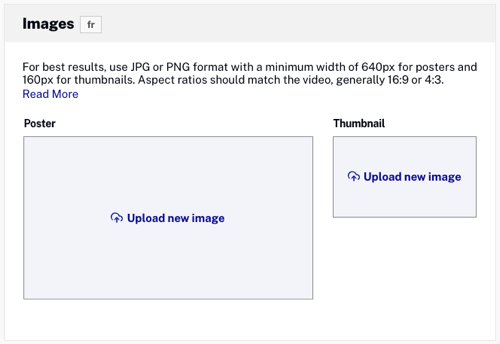 Images fr
For best results, use JPG or PNG format with a minimum width of 640px for posters and
160px for thumbnails. Aspect ratios should match the video, generally 16:9 or 4:3.
Read More
Poster
Thumbnail
Upload new image
Upload new image